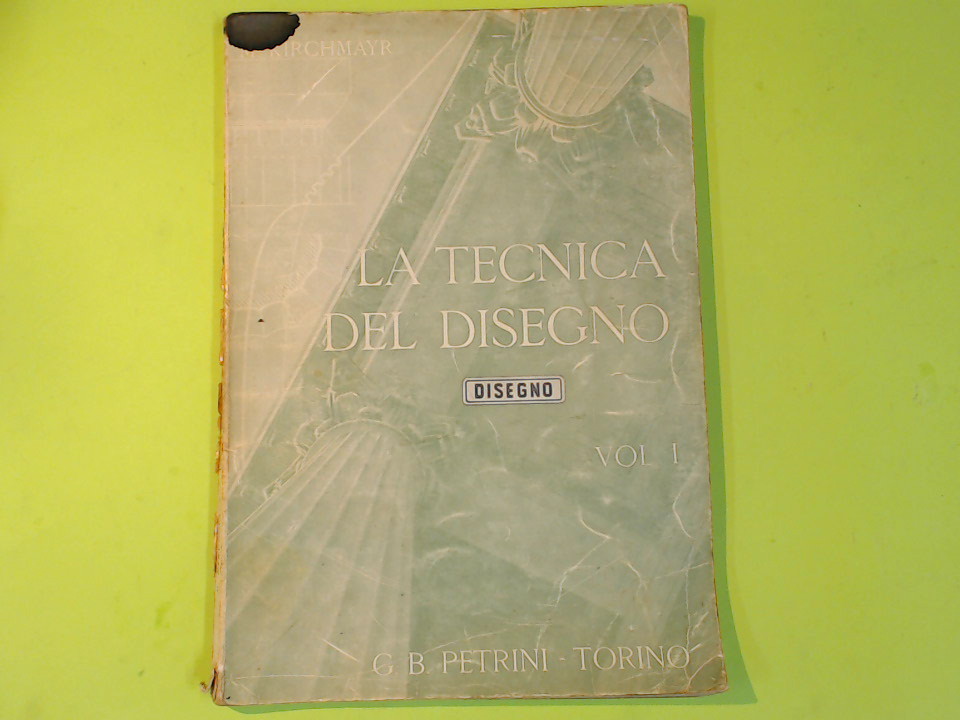 KIRCHMAYR
LA TECNICA
DEL DISEGNO
DISEGNO
VOL I
G B PETRINI - TORINO